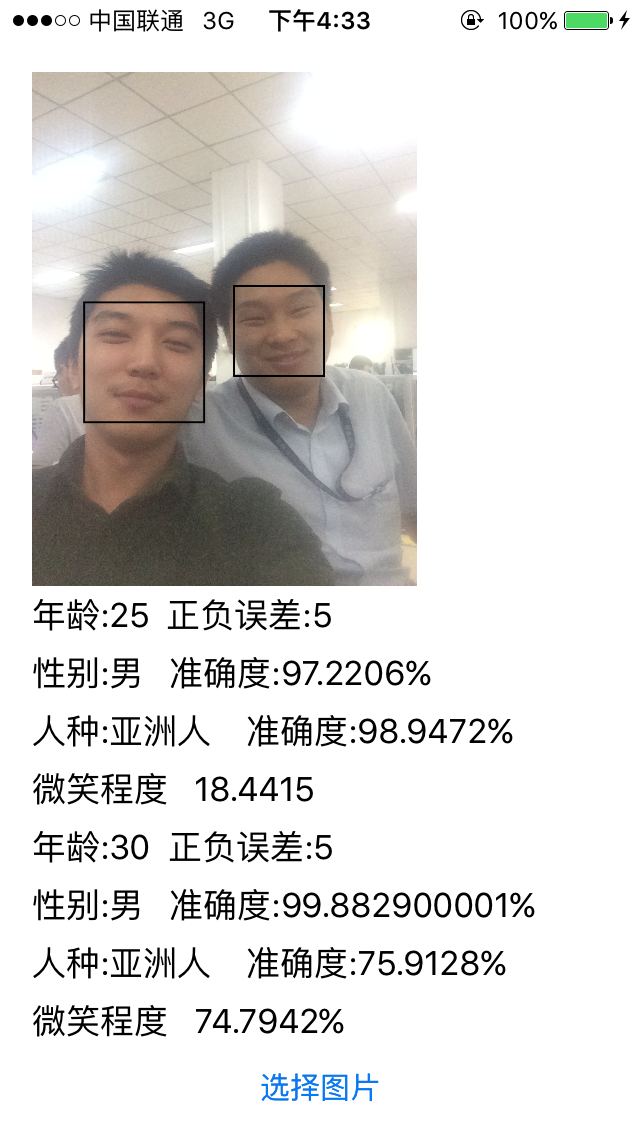 中国联通 3G 下午4:33 100%
年龄:25 正负误差:5
性别:男 准确度:97.2206%
人种:亚洲人 准确度:98.9472%
微笑程度 18.4415
年龄:30 正负误差:5
性别:男 准确度:99.882900001%
人种:亚洲人 准确度:75.9128%
微笑程度 74.7942%
选择图片